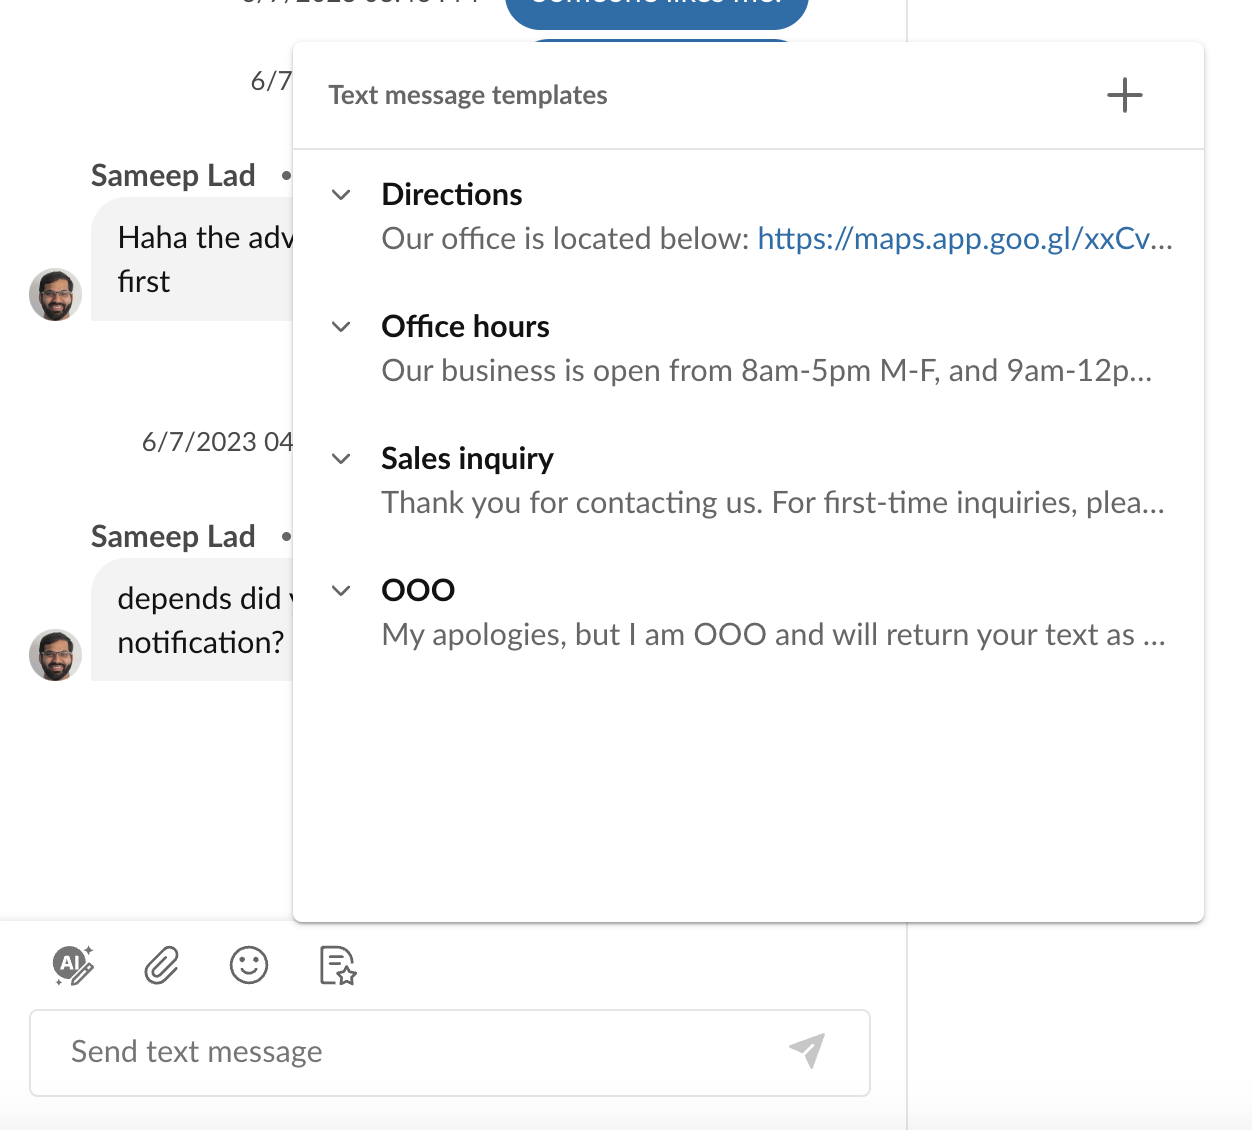 Someone likes me!
6/7
Text message templates
Sameep Lad •
Haha the adv
first
Directions
Our office is located below: https://maps.app.goo.gl/xxCv...
Office hours
Our business is open from 8am-5pm M-F, and 9am-12p...
6/7/2023 04
Sales inquiry
Thank you for contacting us. For first-time inquiries, plea...
Sameep Lad •
depends did
notification?
OOO
My apologies, but I am OOO and will return your text as ...
AI
Send text message